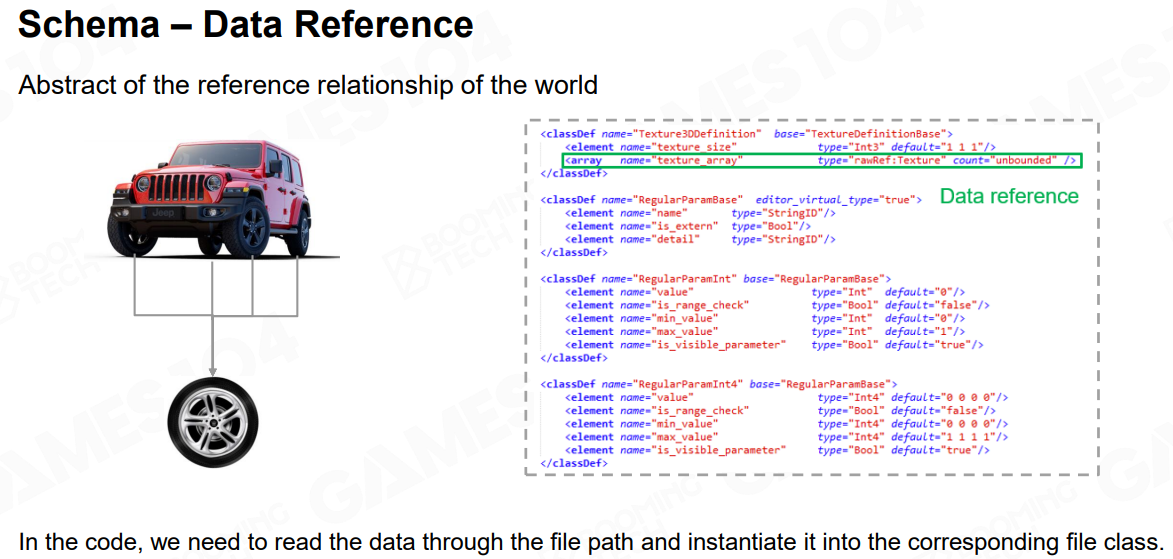 Schema – Data Reference
Abstract of the reference relationship of the world
<classDef name="Texture3DDefinition" base="TextureDefinitionBase">
<element name="texture_size" type="Int3" default="1 1 1"/>
<array name="texture_array" type="rawRef:Texture" count="unbounded" />
</classDef>
Data reference
<classDef name="RegularParamBase" editor_virtual_type="true">
<element name="name" type="StringID"/>
<element name="is_extern" type="Bool"/>
<element name="detail" type="StringID"/>
</classDef>
<classDef name="RegularParamInt" base="RegularParamBase">
<element name="value" type="Int" default="0"/>
<element name="is_range_check" type="Bool" default="false"/>
<element name="min_value" type="Int" default="0"/>
<element name="max_value" type="Int" default="1"/>
<element name="is_visible_parameter" type="Bool" default="true"/>
</classDef>
<classDef name="RegularParamInt4" base="RegularParamBase">
<element name="value" type="Int4" default="0 0 0 0"/>
<element name="is_range_check" type="Bool" default="false"/>
<element name="min_value" type="Int4" default="0 0 0 0"/>
<element name="max_value" type="Int4" default="1 1 1 1"/>
<element name="is_visible_parameter" type="Bool" default="true"/>
</classDef>
Jeep
In the code, we need to read the data through the file path and instantiate it into the corresponding file class.
GAMES104
BOOMING
TECH